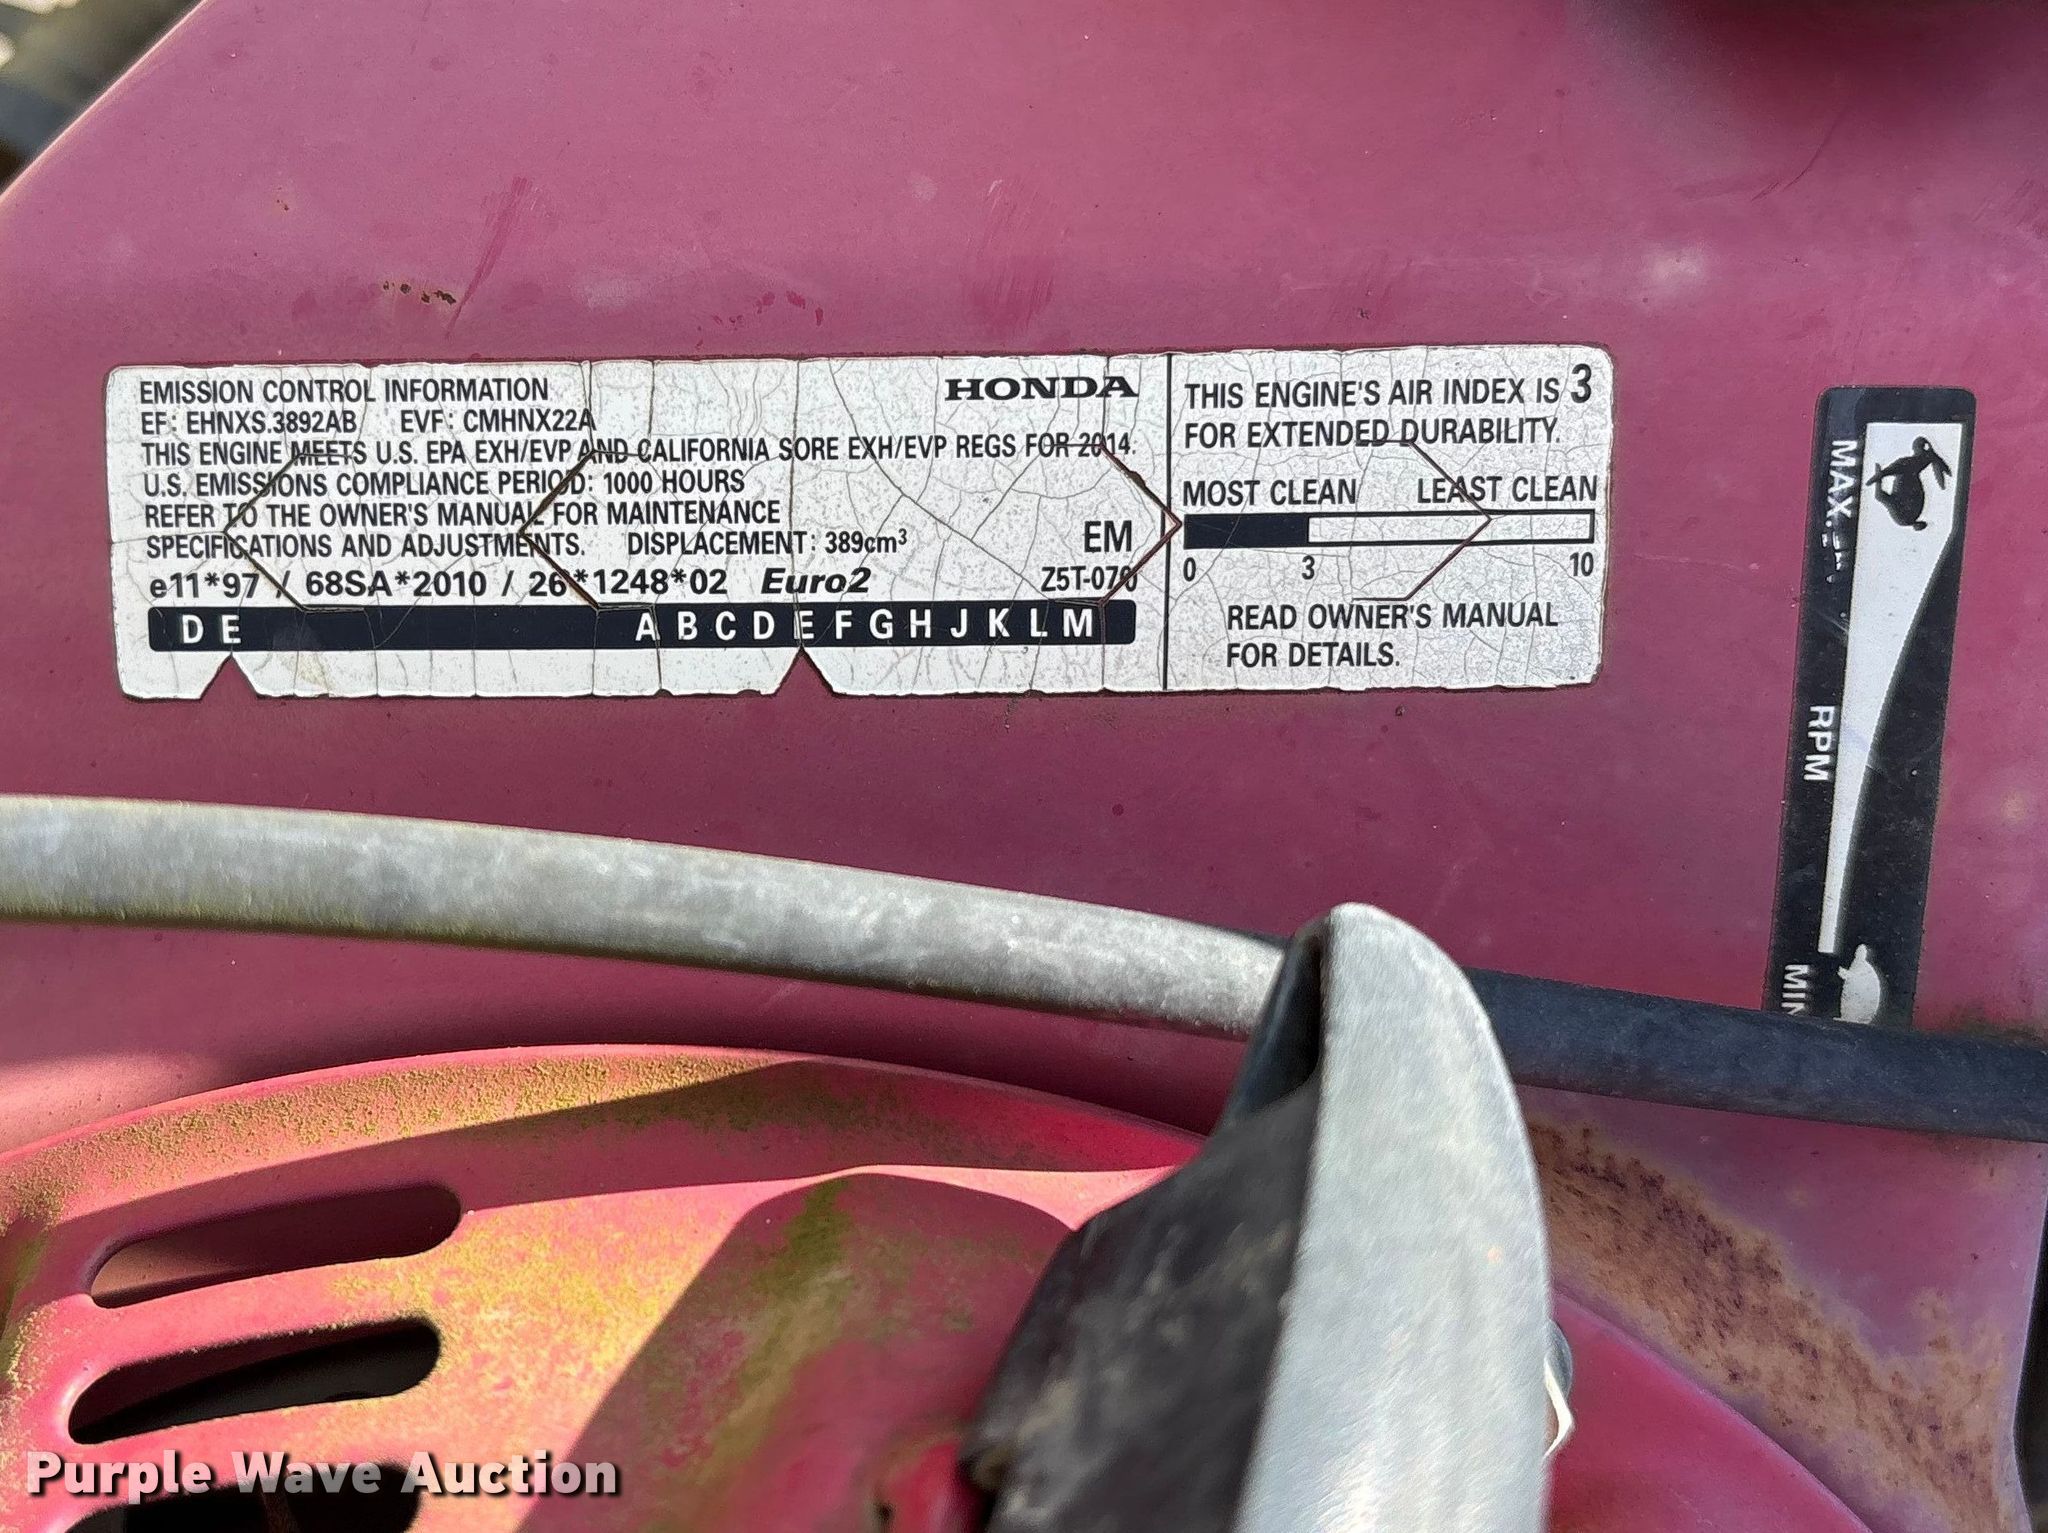 EMISSION CONTROL INFORMATION
HONDA
EF: EHNXS.3892AB EVF: CMHNX22A
THIS ENGINE MEETS U.S. EPA EXH/EVP AND CALIFORNIA SORE EXH/EVP REGS FOR 2014.
U.S. EMISSIONS COMPLIANCE PERIOD: 1000 HOURS
REFER TO THE OWNER'S MANUAL FOR MAINTENANCE
SPECIFICATIONS AND ADJUSTMENTS. DISPLACEMENT: 389cm³
EM
e11*97 / 68SA*2010 / 26*1248*02 Euro2
Z5T-070
D E A B C D E F G H J K L M
THIS ENGINE'S AIR INDEX IS 3
FOR EXTENDED DURABILITY.
MOST CLEAN LEAST CLEAN
0 3 10
READ OWNER'S MANUAL
FOR DETAILS.
MAX.
RPM
MIN
Purple Wave Auction